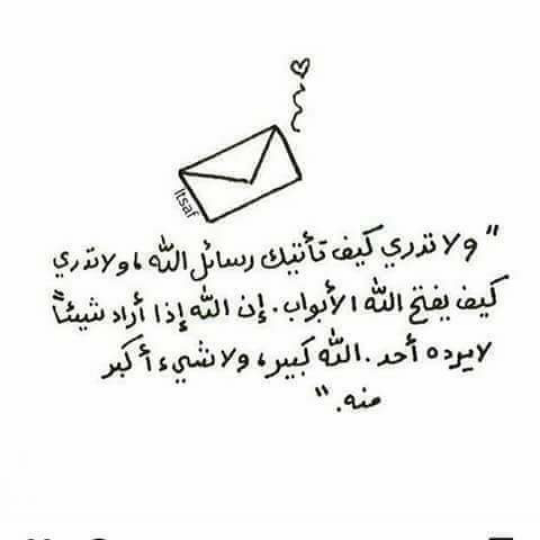 Itsaf
" ولا تدري كيف تأتيك رسائل الله ، ولا تدري
كيف يفتح الله الأبواب. إن الله إذا أراد شيئاً
لا يرده أحد . الله كبير ، ولا شيء أكبر
منه. "